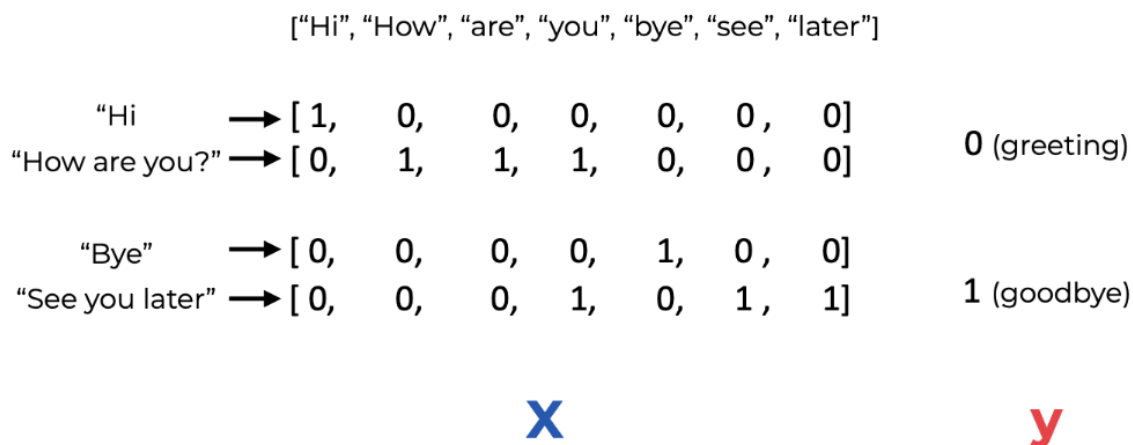 [“Hi”, “How”, “are”, “you”, “bye”, “see”, “later”]
“Hi [ 1, 0, 0, 0, 0, 0 , 0]
“How are you?” [ 0, 1, 1, 1, 0, 0 , 0]
0 (greeting)
“Bye” [ 0, 0, 0, 0, 1, 0 , 0]
“See you later” [ 0, 0, 0, 1, 0, 1 , 1]
1 (goodbye)
X y